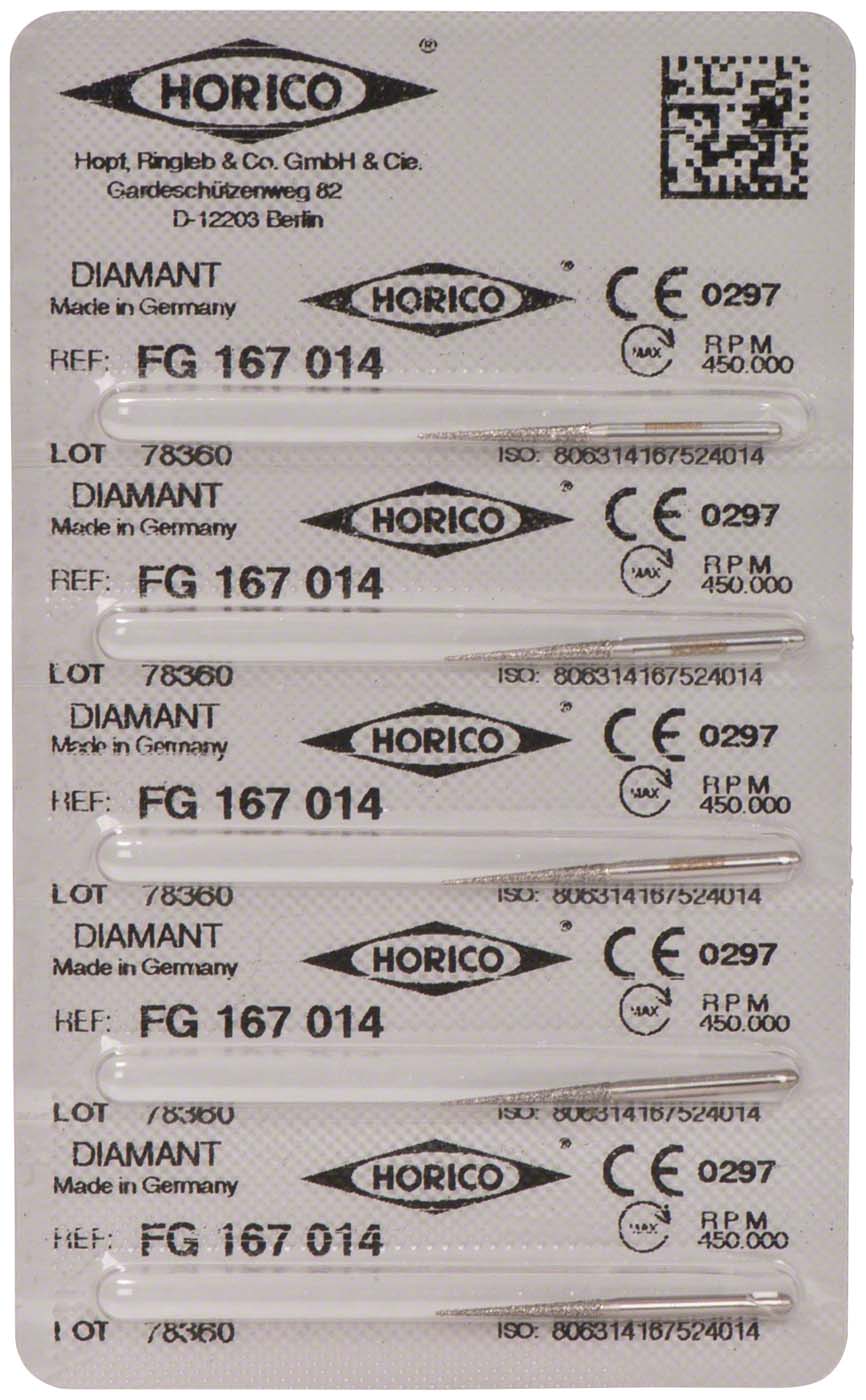 HORICO ®
Hopf, Ringleb & Co. GmbH & Cie.
Gardeschützenweg 82
D-12203 Berlin
DIAMANT HORICO ® CE 0297
Made in Germany
REF: FG 167 014 MAX RPM 450.000
LOT 78360 ISO: 806314167524014
DIAMANT HORICO ® CE 0297
Made in Germany
REF: FG 167 014 MAX RPM 450.000
LOT 78360 ISO: 806314167524014
DIAMANT HORICO ® CE 0297
Made in Germany
REF: FG 167 014 MAX RPM 450.000
LOT 78360 ISO: 806314167524014
DIAMANT HORICO ® CE 0297
Made in Germany
REF: FG 167 014 MAX RPM 450.000
LOT 78360 ISO: 806314167524014
DIAMANT HORICO ® CE 0297
Made in Germany
REF: FG 167 014 MAX RPM 450.000
LOT 78360 ISO: 806314167524014